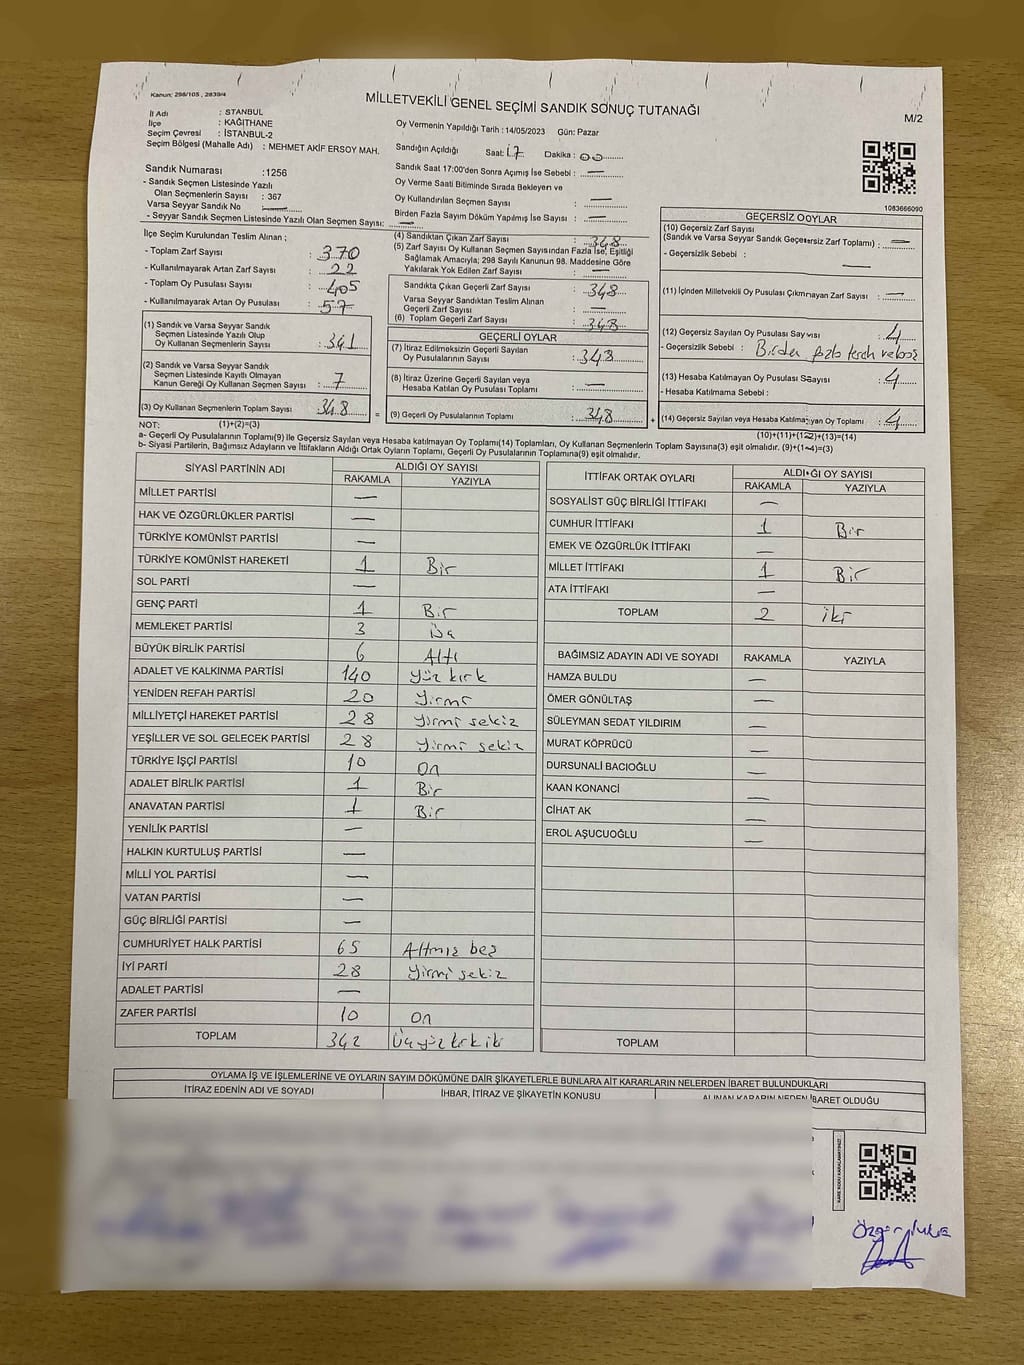 Kanun: 298/105 , 2839/4
MİLLETVEKİLİ GENEL SEÇİMİ SANDIK SONUÇ TUTANAĞI
M/2
İl Adı : İSTANBUL
İlçe : KAĞITHANE
Seçim Çevresi : İSTANBUL-2
Seçim Bölgesi (Mahalle Adı) : MEHMET AKİF ERSOY MAH.
Oy Vermenin Yapıldığı Tarih : 14/05/2023 Gün: Pazar
Sandığın Açıldığı Saat: 17 Dakika : 00
Sandık Saat 17:00'den Sonra Açımış İse Sebebi : —
Oy Verme Saati Bitiminde Sırada Bekleyen ve
Oy Kullandırılan Seçmen Sayısı : —
Birden Fazla Sayım Döküm Yapılmış İse Sayısı : —
Sandık Numarası : 1256
- Sandık Seçmen Listesinde Yazılı
Olan Seçmenlerin Sayısı : 367
Varsa Seyyar Sandık No : —
- Seyyar Sandık Seçmen Listesinde Yazılı Olan Seçmen Sayısı: —
İlçe Seçim Kurulundan Teslim Alınan ;
- Toplam Zarf Sayısı : 370
- Kullanılmayarak Artan Zarf Sayısı : 22
- Toplam Oy Pusulası Sayısı : 405
- Kullanılmayarak Artan Oy Pusulası : 57
(1) Sandık ve Varsa Seyyar Sandık
Seçmen Listesinde Yazılı Olup
Oy Kullanan Seçmenlerin Sayısı : 341
(2) Sandık ve Varsa Seyyar Sandık
Seçmen Listesinde Kayıtlı Olmayan
Kanun Gereği Oy Kullanan Seçmen Sayısı : 7
(3) Oy Kullanan Seçmenlerin Toplam Sayısı : 348 =
(4) Sandıktan Çıkan Zarf Sayısı : 348
(5) Zarf Sayısı Oy Kullanan Seçmen Sayısından Fazla İse, Eşitliği
Sağlamak Amacıyla; 298 Sayılı Kanunun 98. Maddesine Göre
Yakılarak Yok Edilen Zarf Sayısı : —
Sandıkta Çıkan Geçerli Zarf Sayısı : 348
Varsa Seyyar Sandıktan Teslim Alınan
Geçerli Zarf Sayısı :
(6) Toplam Geçerli Zarf Sayısı : 348
GEÇERLİ OYLAR
(7) İtiraz Edilmeksizin Geçerli Sayılan
Oy Pusulalarının Sayısı : 343
(8) İtiraz Üzerine Geçerli Sayılan veya
Hesaba Katılan Oy Pusulası Toplamı : —
(9) Geçerli Oy Pusulalarının Toplamı : 348 +
1083666090
GEÇERSİZ OYLAR
(10) Geçersiz Zarf Sayısı
(Sandık ve Varsa Seyyar Sandık Geçersiz Zarf Toplamı) : —
- Geçersizlik Sebebi : —
(11) İçinden Milletvekili Oy Pusulası Çıkmayan Zarf Sayısı : —
(12) Geçersiz Sayılan Oy Pusulası Sayısı : 4
- Geçersizlik Sebebi : Birden fazla tercih
(13) Hesaba Katılmayan Oy Pusulası Sayısı : 4
- Hesaba Katılmama Sebebi :
(14) Geçersiz Sayılan veya Hesaba Katılmayan Oy Toplamı : 4
NOT: (1)+(2)=(3) (10)+(11)+(12)+(13)=(14)
a- Geçerli Oy Pusulalarının Toplamı(9) ile Geçersiz Sayılan veya Hesaba katılmayan Oy Toplamı(14) Toplamları, Oy Kullanan Seçmenlerin Toplam Sayısına(3) eşit olmalıdır. (9)+(14)=(3)
b- Siyasi Partilerin, Bağımsız Adayların ve İttifakların Aldığı Ortak Oyların Toplamı, Geçerli Oy Pusulalarının Toplamına(9) eşit olmalıdır.
SİYASİ PARTİNİN ADI ALDIĞI OY SAYISI
RAKAMLA YAZIYLA
MİLLET PARTİSİ —
HAK VE ÖZGÜRLÜKLER PARTİSİ —
TÜRKİYE KOMÜNİST PARTİSİ —
TÜRKİYE KOMÜNİST HAREKETİ 1 Bir
SOL PARTİ —
GENÇ PARTİ 1 Bir
MEMLEKET PARTİSİ 3 Üç
BÜYÜK BİRLİK PARTİSİ 6 Altı
ADALET VE KALKINMA PARTİSİ 140 yüz kırk
YENİDEN REFAH PARTİSİ 20 yirmi
MİLLİYETÇİ HAREKET PARTİSİ 28 yirmi sekiz
YEŞİLLER VE SOL GELECEK PARTİSİ 28 yirmi sekiz
TÜRKİYE İŞÇİ PARTİSİ 10 On
ADALET BİRLİK PARTİSİ 1 Bir
ANAVATAN PARTİSİ 1 Bir
YENİLİK PARTİSİ —
HALKIN KURTULUŞ PARTİSİ —
MİLLİ YOL PARTİSİ —
VATAN PARTİSİ —
GÜÇ BİRLİĞİ PARTİSİ —
CUMHURİYET HALK PARTİSİ 65 Altmış beş
İYİ PARTİ 28 yirmi sekiz
ADALET PARTİSİ —
ZAFER PARTİSİ 10 On
TOPLAM 342 Üçyüz kırk iki
İTTİFAK ORTAK OYLARI ALDIĞI OY SAYISI
RAKAMLA YAZIYLA
SOSYALİST GÜÇ BİRLİĞİ İTTİFAKI —
CUMHUR İTTİFAKI 1 Bir
EMEK VE ÖZGÜRLÜK İTTİFAKI —
MİLLET İTTİFAKI 1 Bir
ATA İTTİFAKI —
TOPLAM 2 iki
BAĞIMSIZ ADAYIN ADI VE SOYADI RAKAMLA YAZIYLA
HAMZA BULDU —
ÖMER GÖNÜLTAŞ —
SÜLEYMAN SEDAT YILDIRIM —
MURAT KÖPRÜCÜ —
DURSUNALİ BACIOĞLU —
KAAN KONANCİ —
CİHAT AK —
EROL AŞUCUOĞLU —
TOPLAM
OYLAMA İŞ VE İŞLEMLERİNE VE OYLARIN SAYIM DÖKÜMÜNE DAİR ŞİKAYETLERLE BUNLARA AİT KARARLARIN NELERDEN İBARET BULUNDUKLARI
İTİRAZ EDENİN ADI VE SOYADI İHBAR, İTİRAZ VE ŞİKAYETİN KONUSU ALINAN KARARIN NEDEN İBARET OLDUĞU
KARE KODU KARALAMAYINIZ!